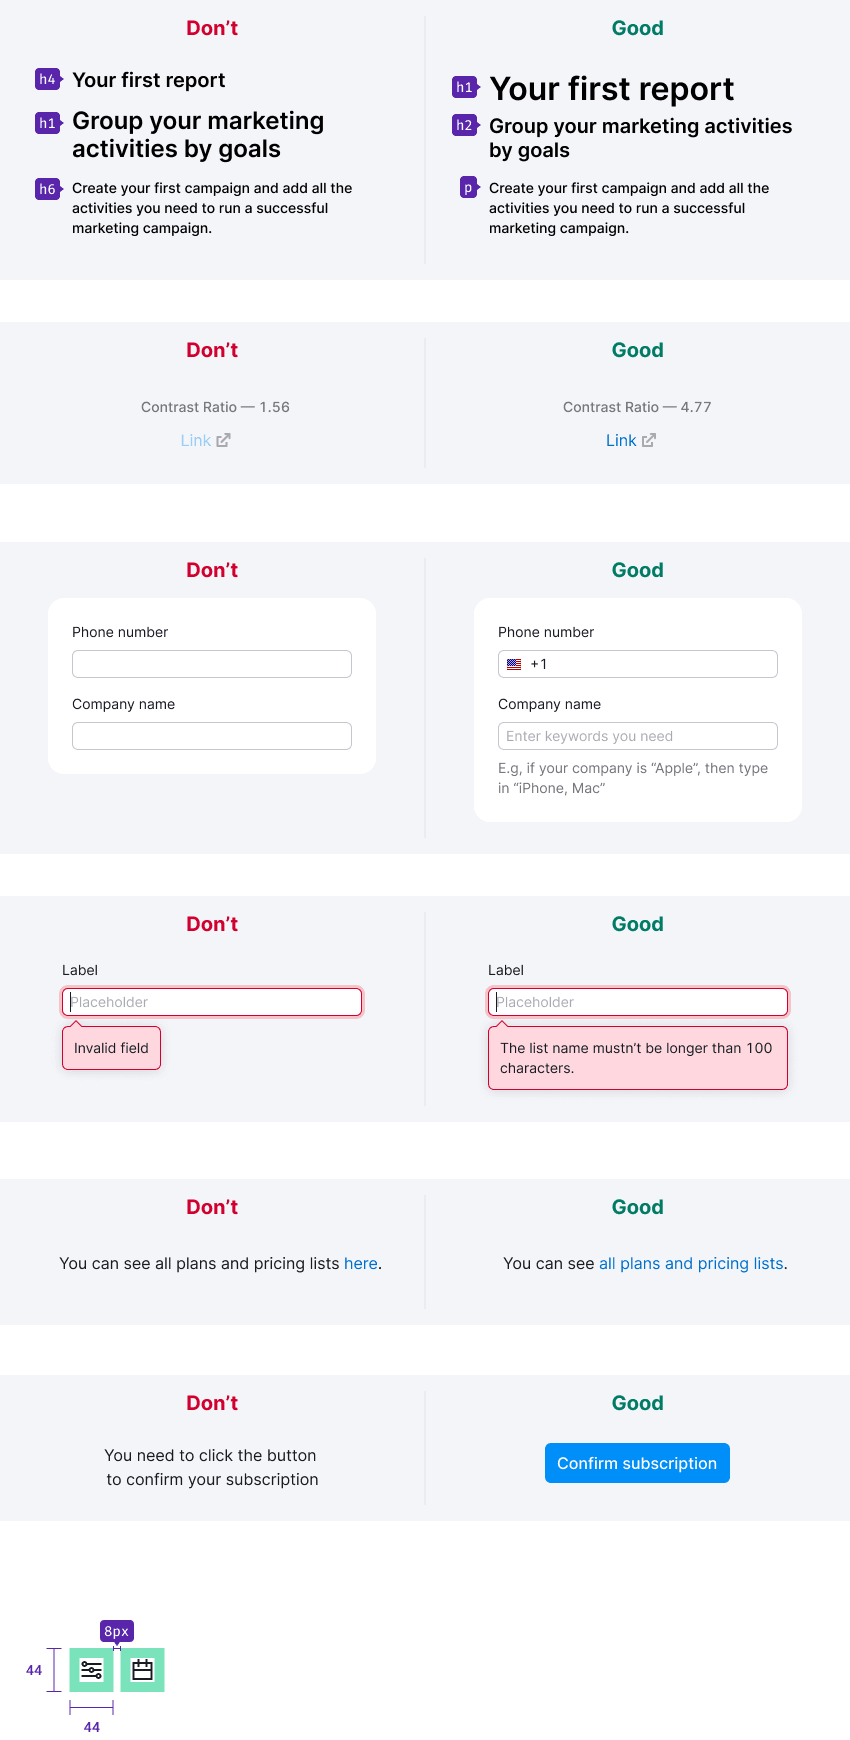 Don't
h4 Your first report
h1 Group your marketing
activities by goals
h6 Create your first campaign and add all the
activities you need to run a successful
marketing campaign.
Good
h1 Your first report
h2 Group your marketing activities
by goals
p Create your first campaign and add all the
activities you need to run a successful
marketing campaign.
Don't
Contrast Ratio — 1.56
Link
Good
Contrast Ratio — 4.77
Link
Don't
Phone number
Company name
Good
Phone number
+1
Company name
Enter keywords you need
E.g, if your company is “Apple”, then type
in “iPhone, Mac”
Don't
Label
Placeholder
Invalid field
Good
Label
Placeholder
The list name mustn't be longer than 100
characters.
Don't
You can see all plans and pricing lists here.
Good
You can see all plans and pricing lists.
Don't
You need to click the button
to confirm your subscription
Good
Confirm subscription
8px
44
44